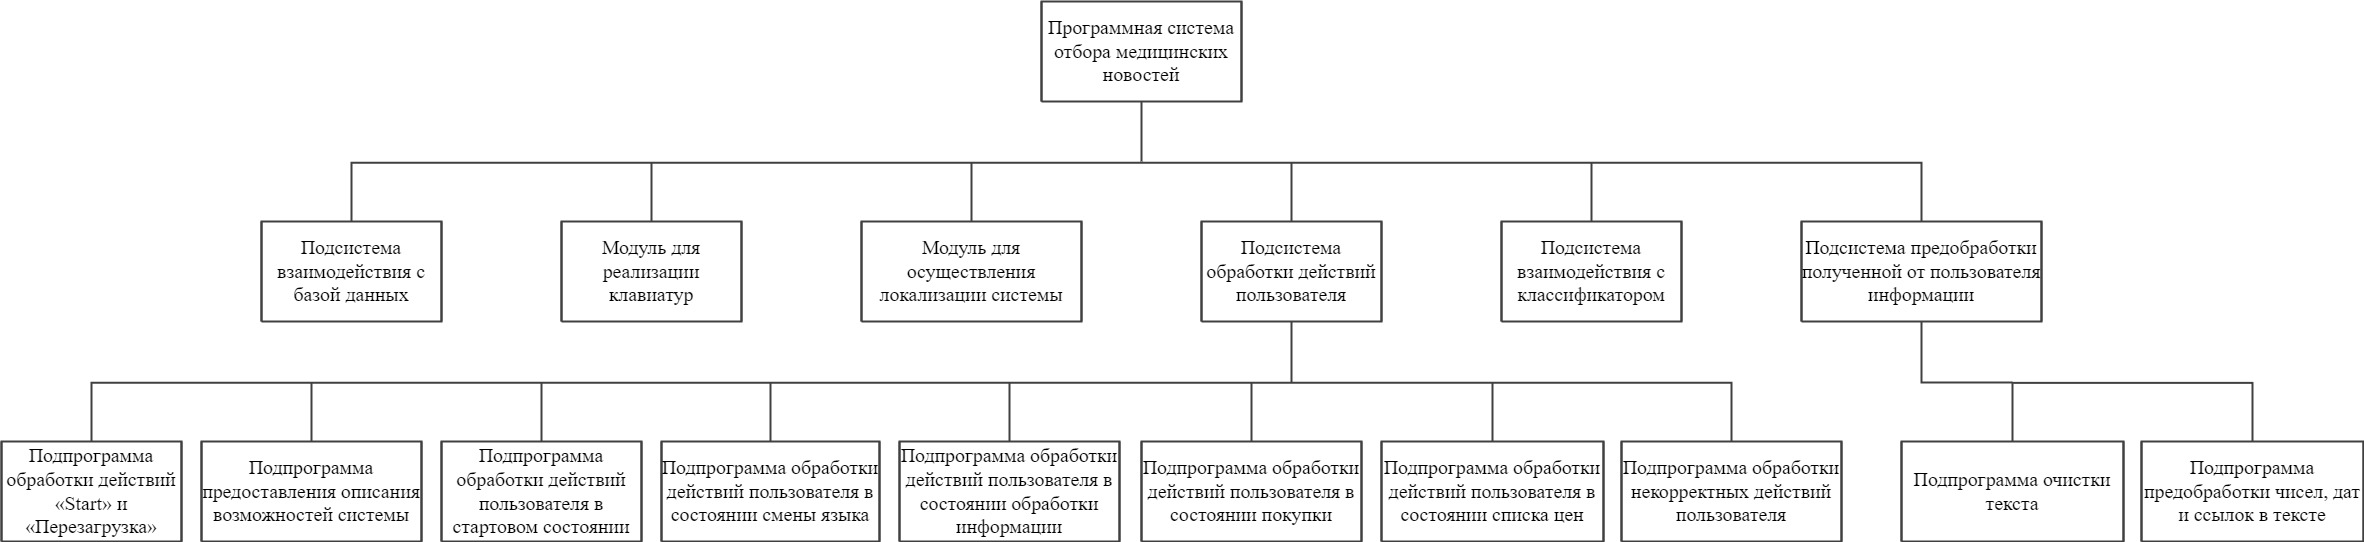 Программная система
отбора медицинских
новостей
Подсистема
взаимодействия с
базой данных
Модуль для
реализации
клавиатур
Модуль для
осуществления
локализации системы
Подсистема
обработки действий
пользователя
Подсистема
взаимодействия с
классификатором
Подсистема предобработки
полученной от пользователя
информации
Подпрограмма
обработки действий
«Start» и
«Перезагрузка»
Подпрограмма
предоставления описания
возможностей системы
Подпрограмма
обработки действий
пользователя в
стартовом состоянии
Подпрограмма обработки
действий пользователя в
состоянии смены языка
Подпрограмма обработки
действий пользователя в
состоянии обработки
информации
Подпрограмма обработки
действий пользователя в
состоянии покупки
Подпрограмма обработки
действий пользователя в
состоянии списка цен
Подпрограмма обработки
некорректных действий
пользователя
Подпрограмма очистки
текста
Подпрограмма
предобработки чисел, дат
и ссылок в тексте